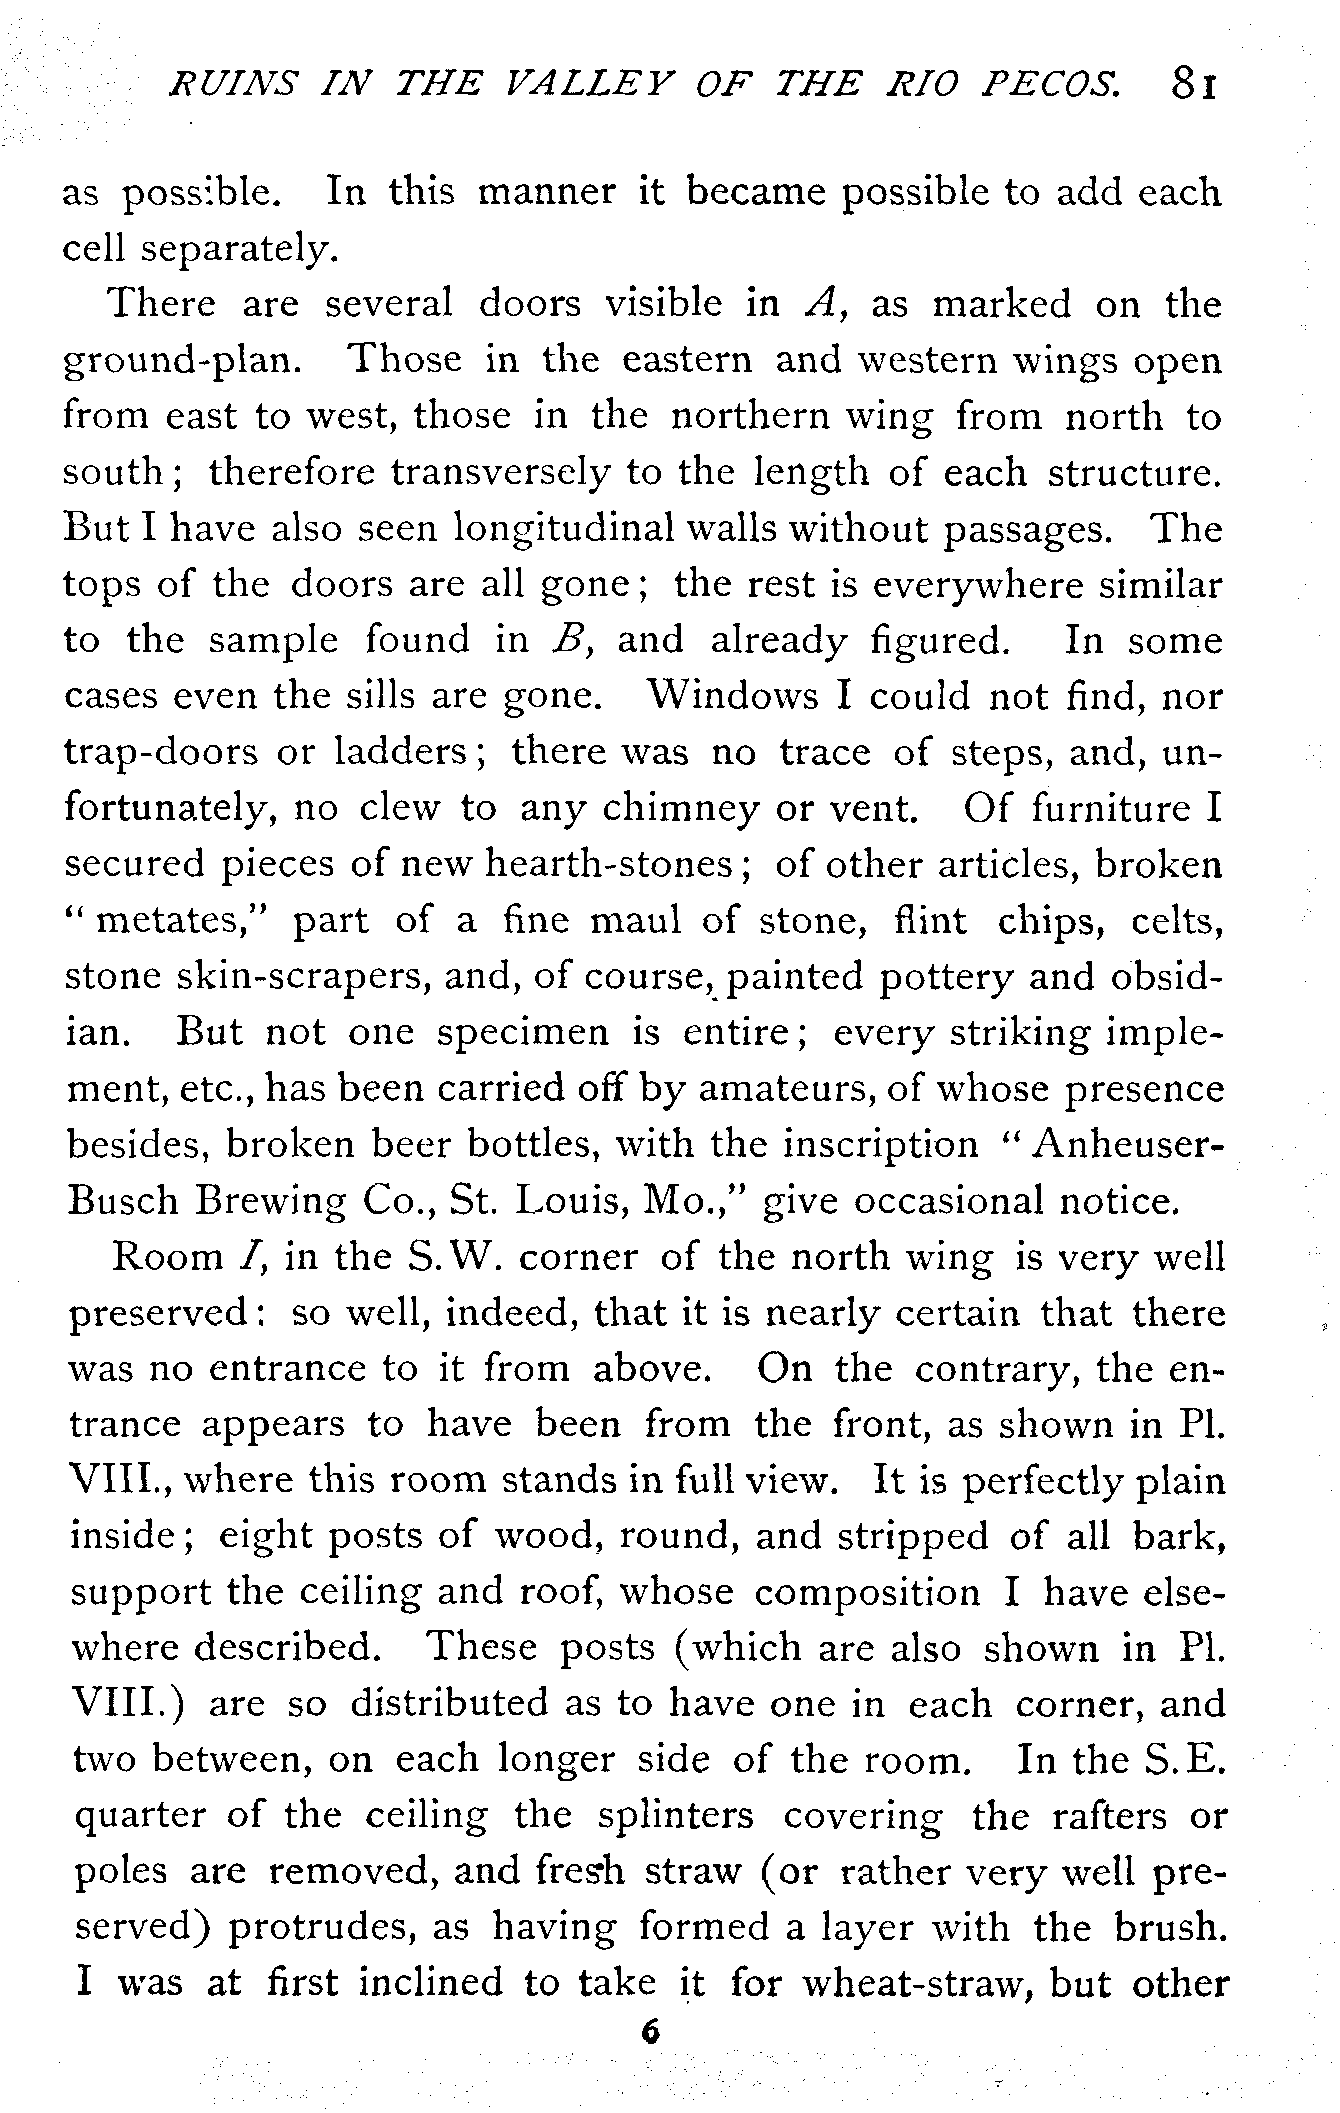 RUINS IN THE VALLEY OF THE RIO PECOS. 81
as possible. In this manner it became possible to add each
cell separately.
There are several doors visible in A, as marked on the
ground-plan. Those in the eastern and western wings open
from east to west, those in the northern wing from north to
south; therefore transversely to the length of each structure.
But I have also seen longitudinal walls without passages. The
tops of the doors are all gone; the rest is everywhere similar
to the sample found in B, and already figured. In some
cases even the sills are gone. Windows I could not find, nor
trap-doors or ladders; there was no trace of steps, and, un-
fortunately, no clew to any chimney or vent. Of furniture I
secured pieces of new hearth-stones; of other articles, broken
"metates," part of a fine maul of stone, flint chips, celts,
stone skin-scrapers, and, of course, painted pottery and obsid-
ian. But not one specimen is entire; every striking imple-
ment, etc., has been carried off by amateurs, of whose presence
besides, broken beer bottles, with the inscription "Anheuser-
Busch Brewing Co., St. Louis, Mo.," give occasional notice.
Room I, in the S.W. corner of the north wing is very well
preserved: so well, indeed, that it is nearly certain that there
was no entrance to it from above. On the contrary, the en-
trance appears to have been from the front, as shown in Pl.
VIII., where this room stands in full view. It is perfectly plain
inside; eight posts of wood, round, and stripped of all bark,
support the ceiling and roof, whose composition I have else-
where described. These posts (which are also shown in Pl.
VIII.) are so distributed as to have one in each corner, and
two between, on each longer side of the room. In the S.E.
quarter of the ceiling the splinters covering the rafters or
poles are removed, and fresh straw (or rather very well pre-
served) protrudes, as having formed a layer with the brush.
I was at first inclined to take it for wheat-straw, but other
6